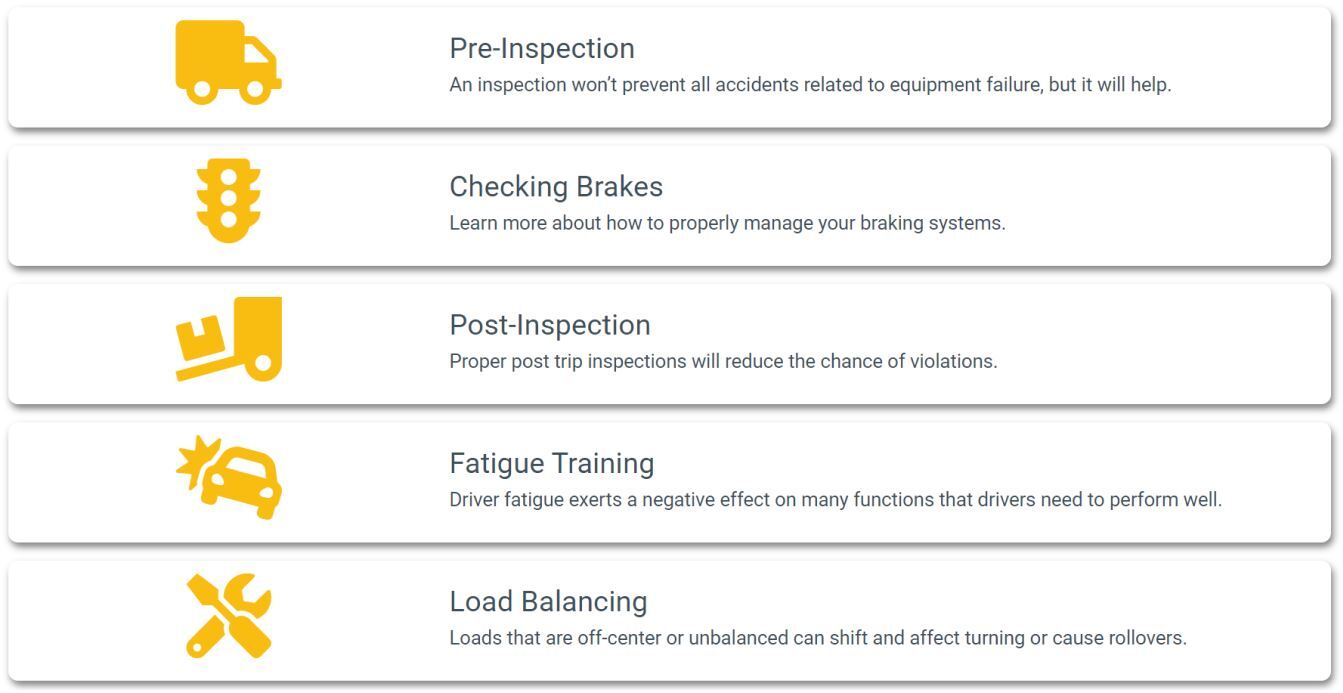 Pre-Inspection
An inspection won’t prevent all accidents related to equipment failure, but it will help.
Checking Brakes
Learn more about how to properly manage your braking systems.
Post-Inspection
Proper post trip inspections will reduce the chance of violations.
Fatigue Training
Driver fatigue exerts a negative effect on many functions that drivers need to perform well.
Load Balancing
Loads that are off-center or unbalanced can shift and affect turning or cause rollovers.